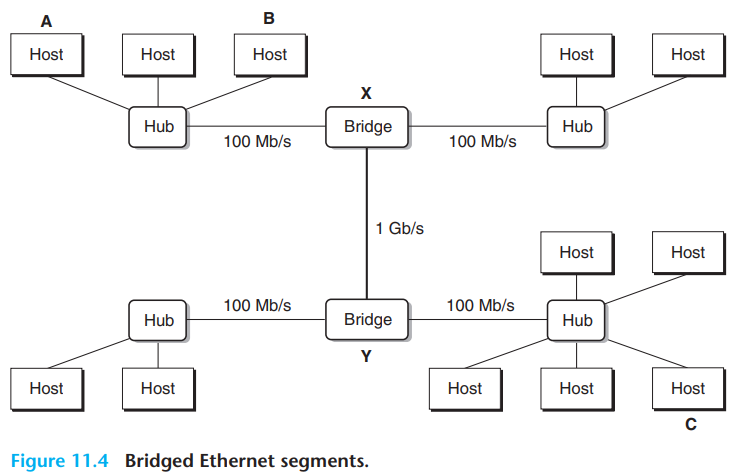 A B
Host Host Host Host Host
X
Hub Bridge Hub
100 Mb/s 100 Mb/s
1 Gb/s
Host Host
100 Mb/s 100 Mb/s
Hub Bridge Hub
Y
Host Host Host Host Host
C
Figure 11.4 Bridged Ethernet segments.